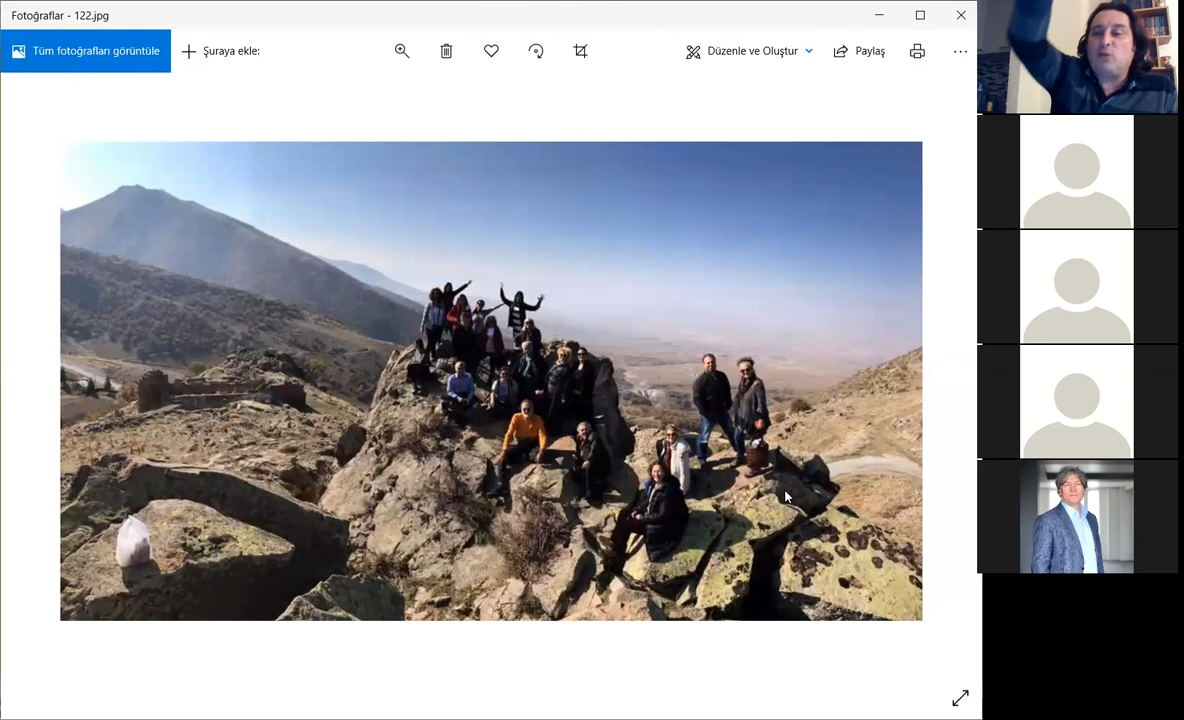 Fotoğraflar - 122.jpg
Tüm fotoğrafları görüntüle
Şuraya ekle:
Düzenle ve Oluştur
Paylaş